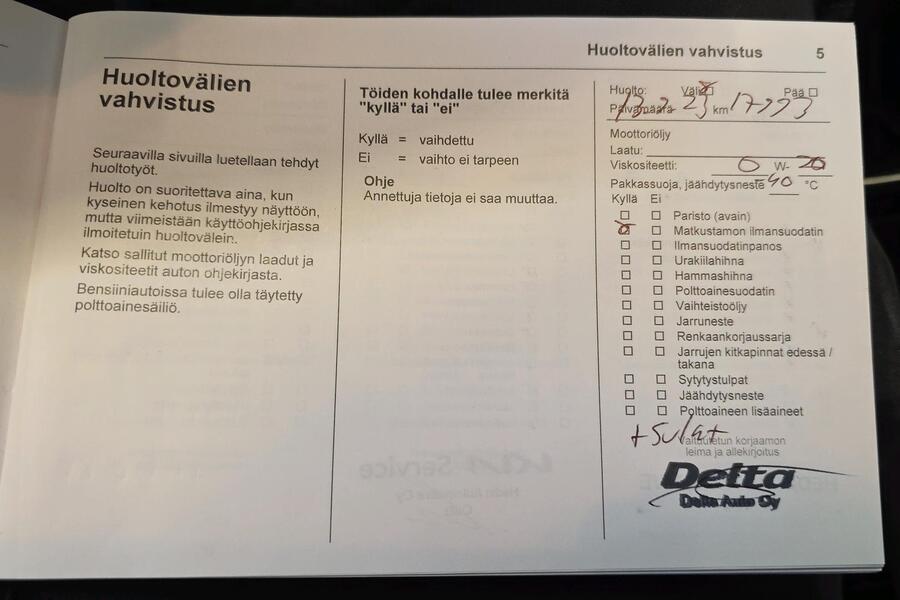 Huoltovälien vahvistus 5
Huoltovälien
vahvistus
Seuraavilla sivuilla luetellaan tehdyt
huoltotyöt.
Huolto on suoritettava aina, kun
kyseinen kehotus ilmestyy näyttöön,
mutta viimeistään käyttöohjekirjassa
ilmoitetuin huoltovälein.
Katso sallitut moottoriöljyn laadut ja
viskositeetit auton ohjekirjasta.
Bensiiniautoissa tulee olla täytetty
polttoainesäiliö.
Töiden kohdalle tulee merkitä
"kyllä" tai "ei"
Kyllä = vaihdettu
Ei = vaihto ei tarpeen
Ohje
Annettuja tietoja ei saa muuttaa.
Huolto: Väli Pää
Päivämäärä km
Moottoriöljy
Laatu:
Viskositeetti: 0 W- 20
Pakkassuoja, jäähdytysneste -40 °C
Kyllä Ei
Paristo (avain)
Matkustamon ilmansuodatin
Ilmansuodatinpanos
Urakiilahihna
Hammashihna
Polttoainesuodatin
Vaihteistoöljy
Jarruneste
Renkaankorjaussarja
Jarrujen kitkapinnat edessä /
takana
Sytytystulpat
Jäähdytysneste
Polttoaineen lisäaineet
+ Sulat
Valtuutetun korjaamon
leima ja allekirjoitus
Delta
Delta Auto Oy